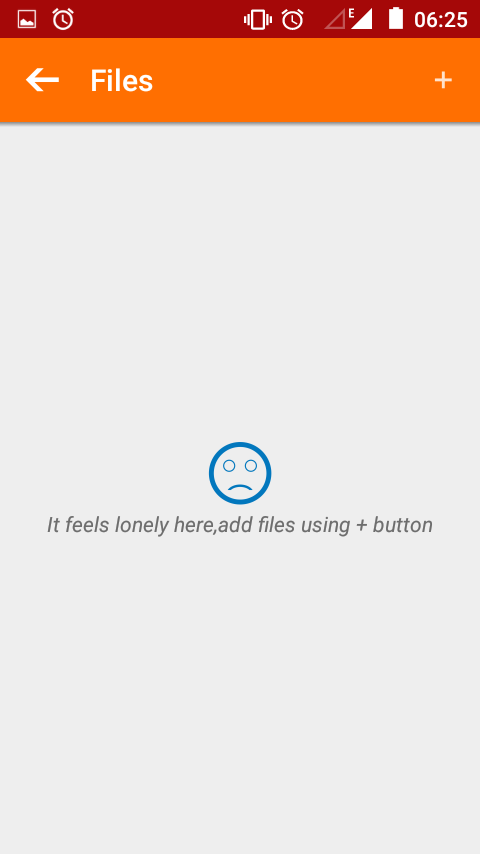 E 06:25
Files +
It feels lonely here,add files using + button